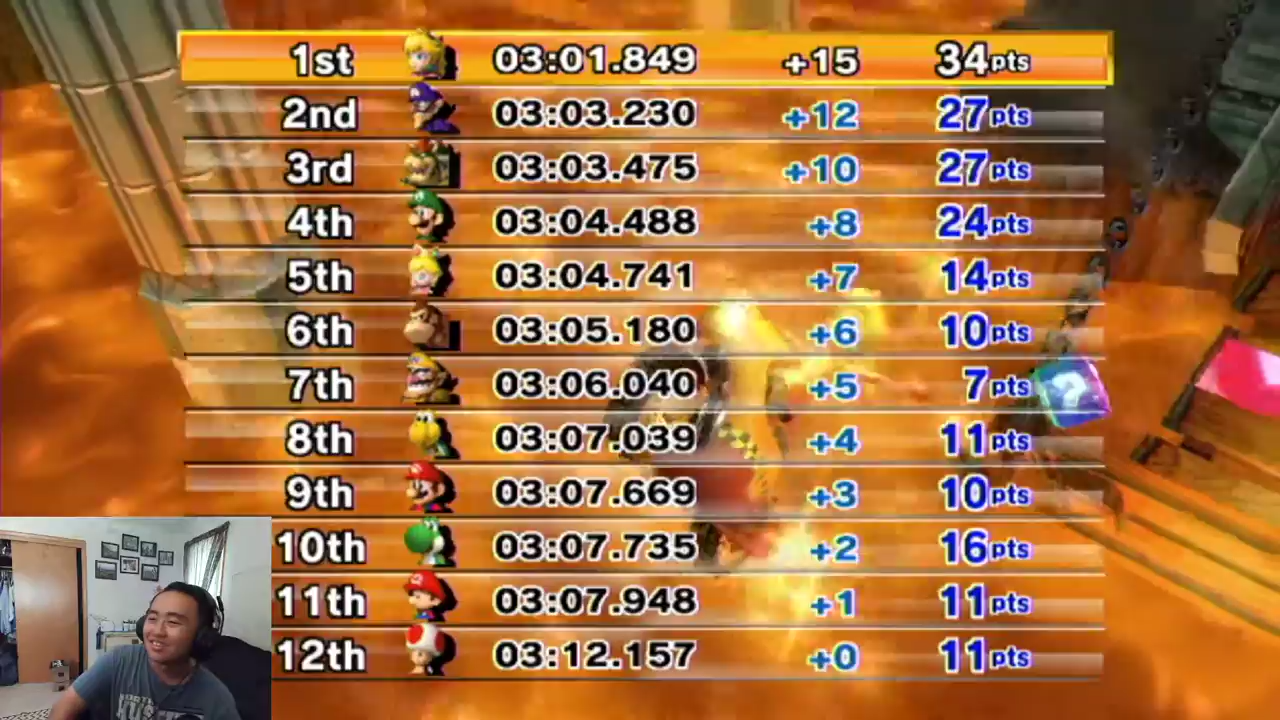 1st 03:01.849 +15 34pts
2nd 03:03.230 +12 27pts
3rd 03:03.475 +10 27pts
4th 03:04.488 +8 24pts
5th 03:04.741 +7 14pts
6th 03:05.180 +6 10pts
7th 03:06.040 +5 7pts
8th 03:07.039 +4 11pts
9th 03:07.669 +3 10pts
10th 03:07.735 +2 16pts
11th 03:07.948 +1 11pts
12th 03:12.157 +0 11pts
?